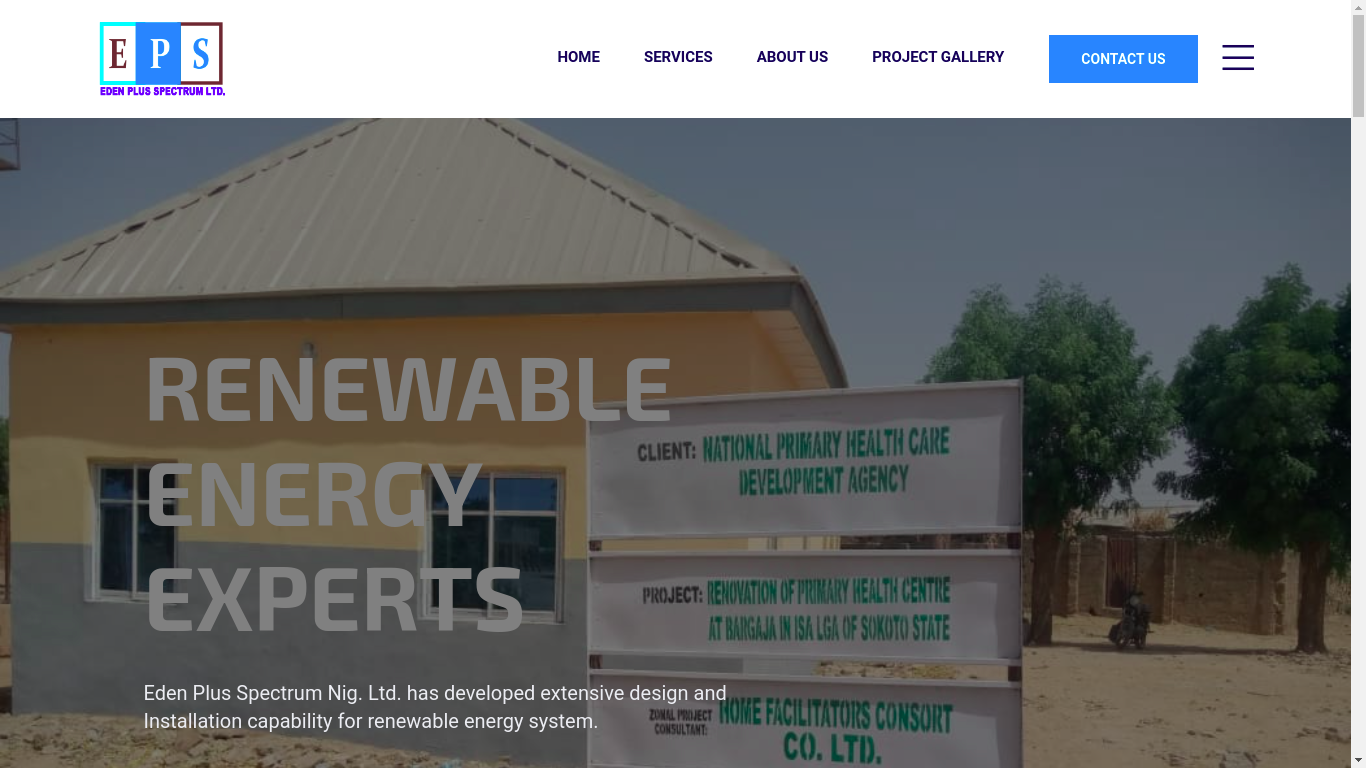 E P S
EDEN PLUS SPECTRUM LTD.
HOME SERVICES ABOUT US PROJECT GALLERY CONTACT US
RENEWABLE
ENERGY
EXPERTS
CLIENT: NATIONAL PRIMARY HEALTH CARE
DEVELOPMENT AGENCY
PROJECT: RENOVATION OF PRIMARY HEALTH CENTRE
AT BARGAJA IN ISA LGA OF SOKOTO STATE
Eden Plus Spectrum Nig. Ltd. has developed extensive design and
Installation capability for renewable energy system.
ZONAL PROJECT
CONSULTANT:
HOME FACILITATORS CONSORT
CO. LTD.